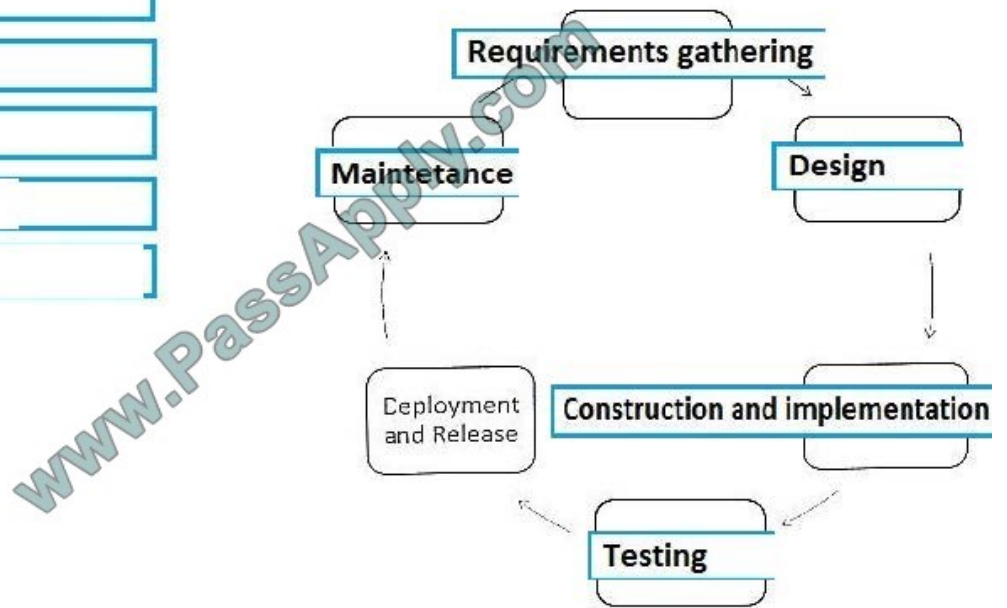 Requirements gathering
Maintetance
Design
Deployment
and Release
Construction and implementation
Testing
www.PassApply.com